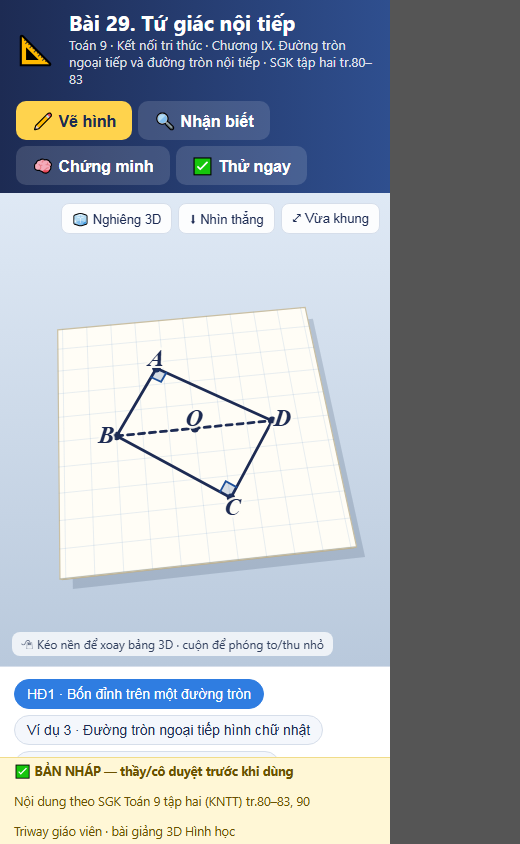 Bài 29. Tứ giác nội tiếp
Toán 9 · Kết nối tri thức · Chương IX. Đường tròn
ngoại tiếp và đường tròn nội tiếp · SGK tập hai tr.80–
83
Vẽ hình
Nhận biết
Chứng minh
Thử ngay
Nghiêng 3D
Nhìn thẳng
Vừa khung
A
B
O
D
C
Kéo nền để xoay bảng 3D · cuộn để phóng to/thu nhỏ
HĐ1 · Bốn đỉnh trên một đường tròn
Ví dụ 3 · Đường tròn ngoại tiếp hình chữ nhật
✅ BẢN NHÁP — thầy/cô duyệt trước khi dùng
Nội dung theo SGK Toán 9 tập hai (KNTT) tr.80–83, 90
Triway giáo viên · bài giảng 3D Hình học